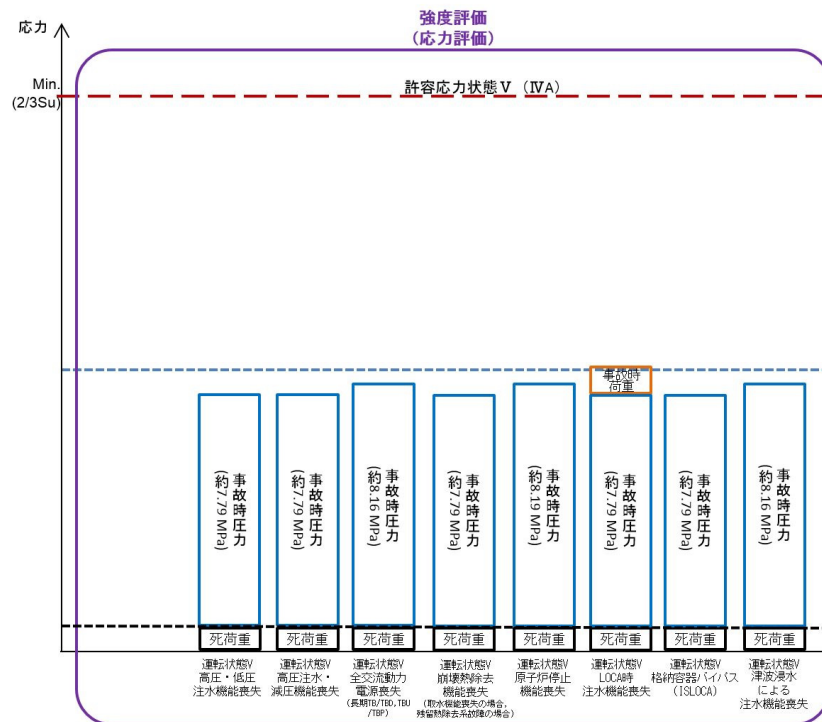 強度評価
(応力評価)
応力
Min.
(2/3Su)
許容応力状態Ⅴ（ⅣA）
事故時
荷重
事故時圧力
(約7.79 MPa)
事故時圧力
(約7.79 MPa)
事故時圧力
(約8.16 MPa)
事故時圧力
(約7.79 MPa)
事故時圧力
(約8.19 MPa)
事故時圧力
(約7.79 MPa)
事故時圧力
(約7.79 MPa)
事故時圧力
(約8.16 MPa)
死荷重
死荷重
死荷重
死荷重
死荷重
死荷重
死荷重
死荷重
運転状態Ⅴ
高圧・低圧
注水機能喪失
運転状態Ⅴ
高圧注水・
減圧機能喪失
運転状態Ⅴ
全交流動力
電源喪失
(長期TB/TBD,TBU
/TBP)
運転状態Ⅴ
崩壊熱除去
機能喪失
(取水機能喪失の場合,
残留熱除去系故障の場合)
運転状態Ⅴ
原子炉停止
機能喪失
運転状態Ⅴ
LOCA時
注水機能喪失
運転状態Ⅴ
格納容器バイパス
(ISLOCA)
運転状態Ⅴ
津波浸水
による
注水機能喪失